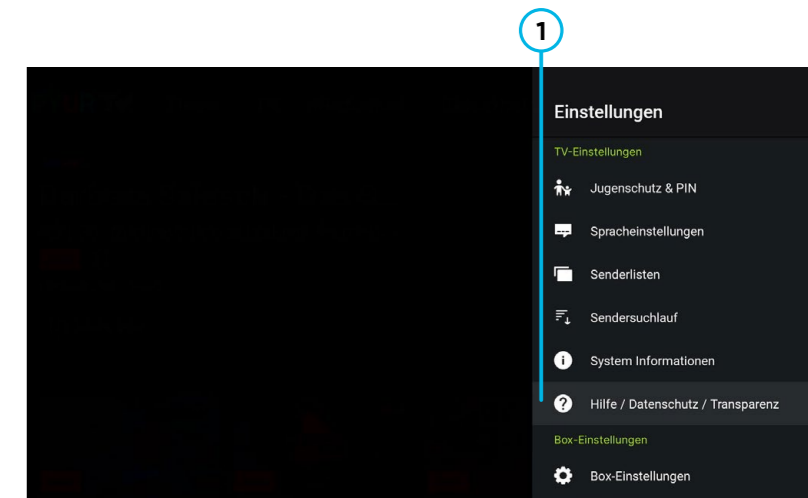 1
Einstellungen
TV-Einstellungen
Jugenschutz & PIN
Spracheinstellungen
Senderlisten
Sendersuchlauf
System Informationen
Hilfe / Datenschutz / Transparenz
Box-Einstellungen
Box-Einstellungen